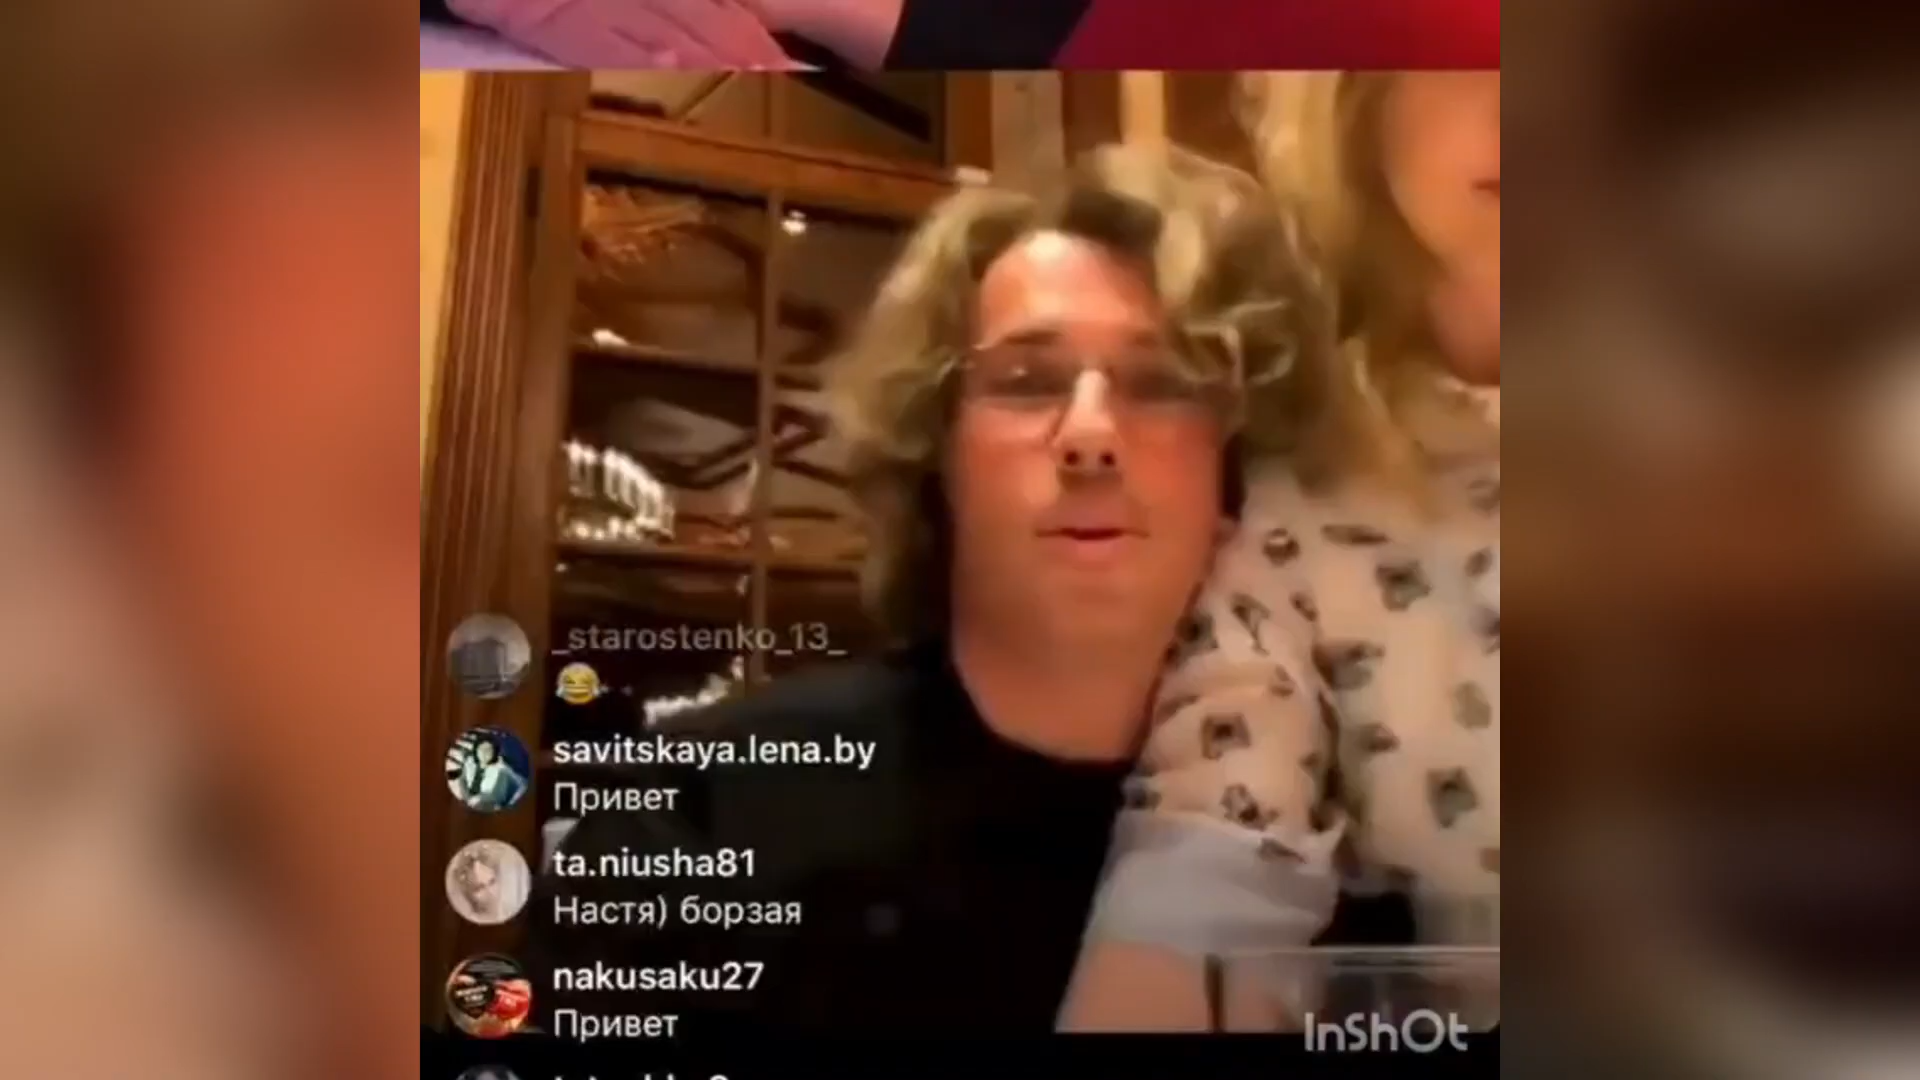 _starostenko_13_
😂
savitskaya.lena.by
Привет
ta.niusha81
Настя) борзая
nakusaku27
Привет
InShOt